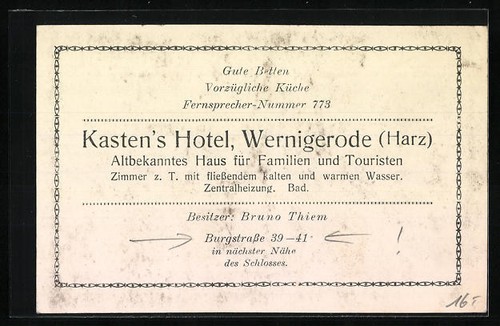 Gute Betten
Vorzügliche Küche
Fernsprecher-Nummer 773
Kasten's Hotel, Wernigerode (Harz)
Altbekanntes Haus für Familien und Touristen
Zimmer z. T. mit fließendem kalten und warmen Wasser.
Zentralheizung. Bad.
Besitzer: Bruno Thiem
Burgstraße 39—41 !
in nächster Nähe
des Schlosses.